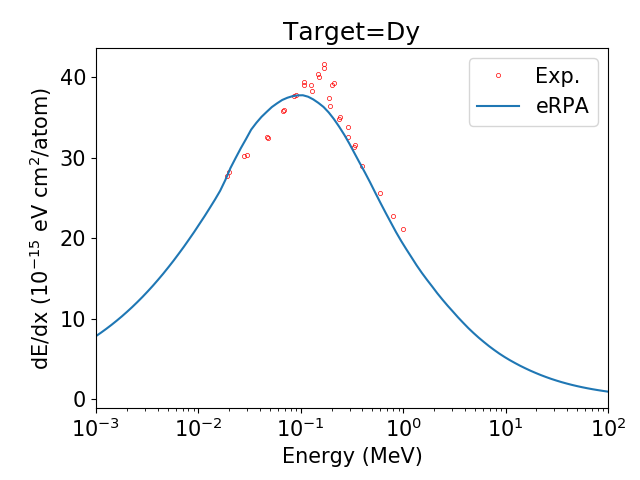 Target=Dy
Exp.
eRPA
dE/dx (10⁻¹⁵ eV cm²/atom)
40
30
20
10
0
10⁻³ 10⁻² 10⁻¹ 10⁰ 10¹ 10²
Energy (MeV)